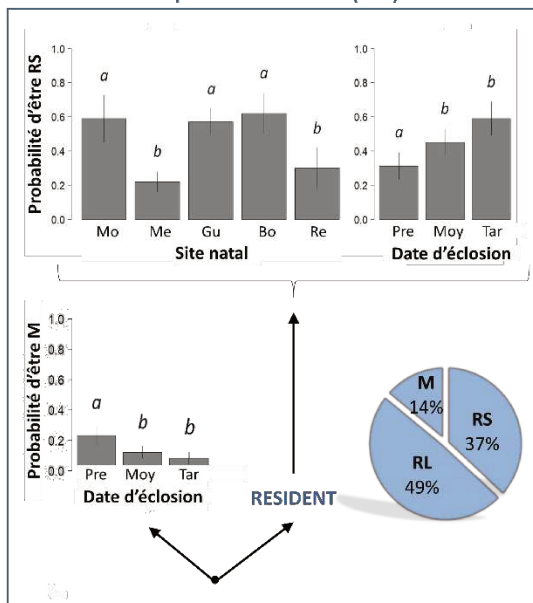 Probabilité d'être RS
1.0
0.8
0.6
0.4
0.2
0.0
a
b
a
a
b
Mo Me Gu Bo Re
Site natal
1.0
0.8
0.6
0.4
0.2
0.0
a
b
b
Pre Moy Tar
Date d'éclosion
Probabilité d'être M
1.0
0.8
0.6
0.4
0.2
0.0
a
b
b
Pre Moy Tar
Date d'éclosion
M
14%
RS
37%
RL
49%
RESIDENT